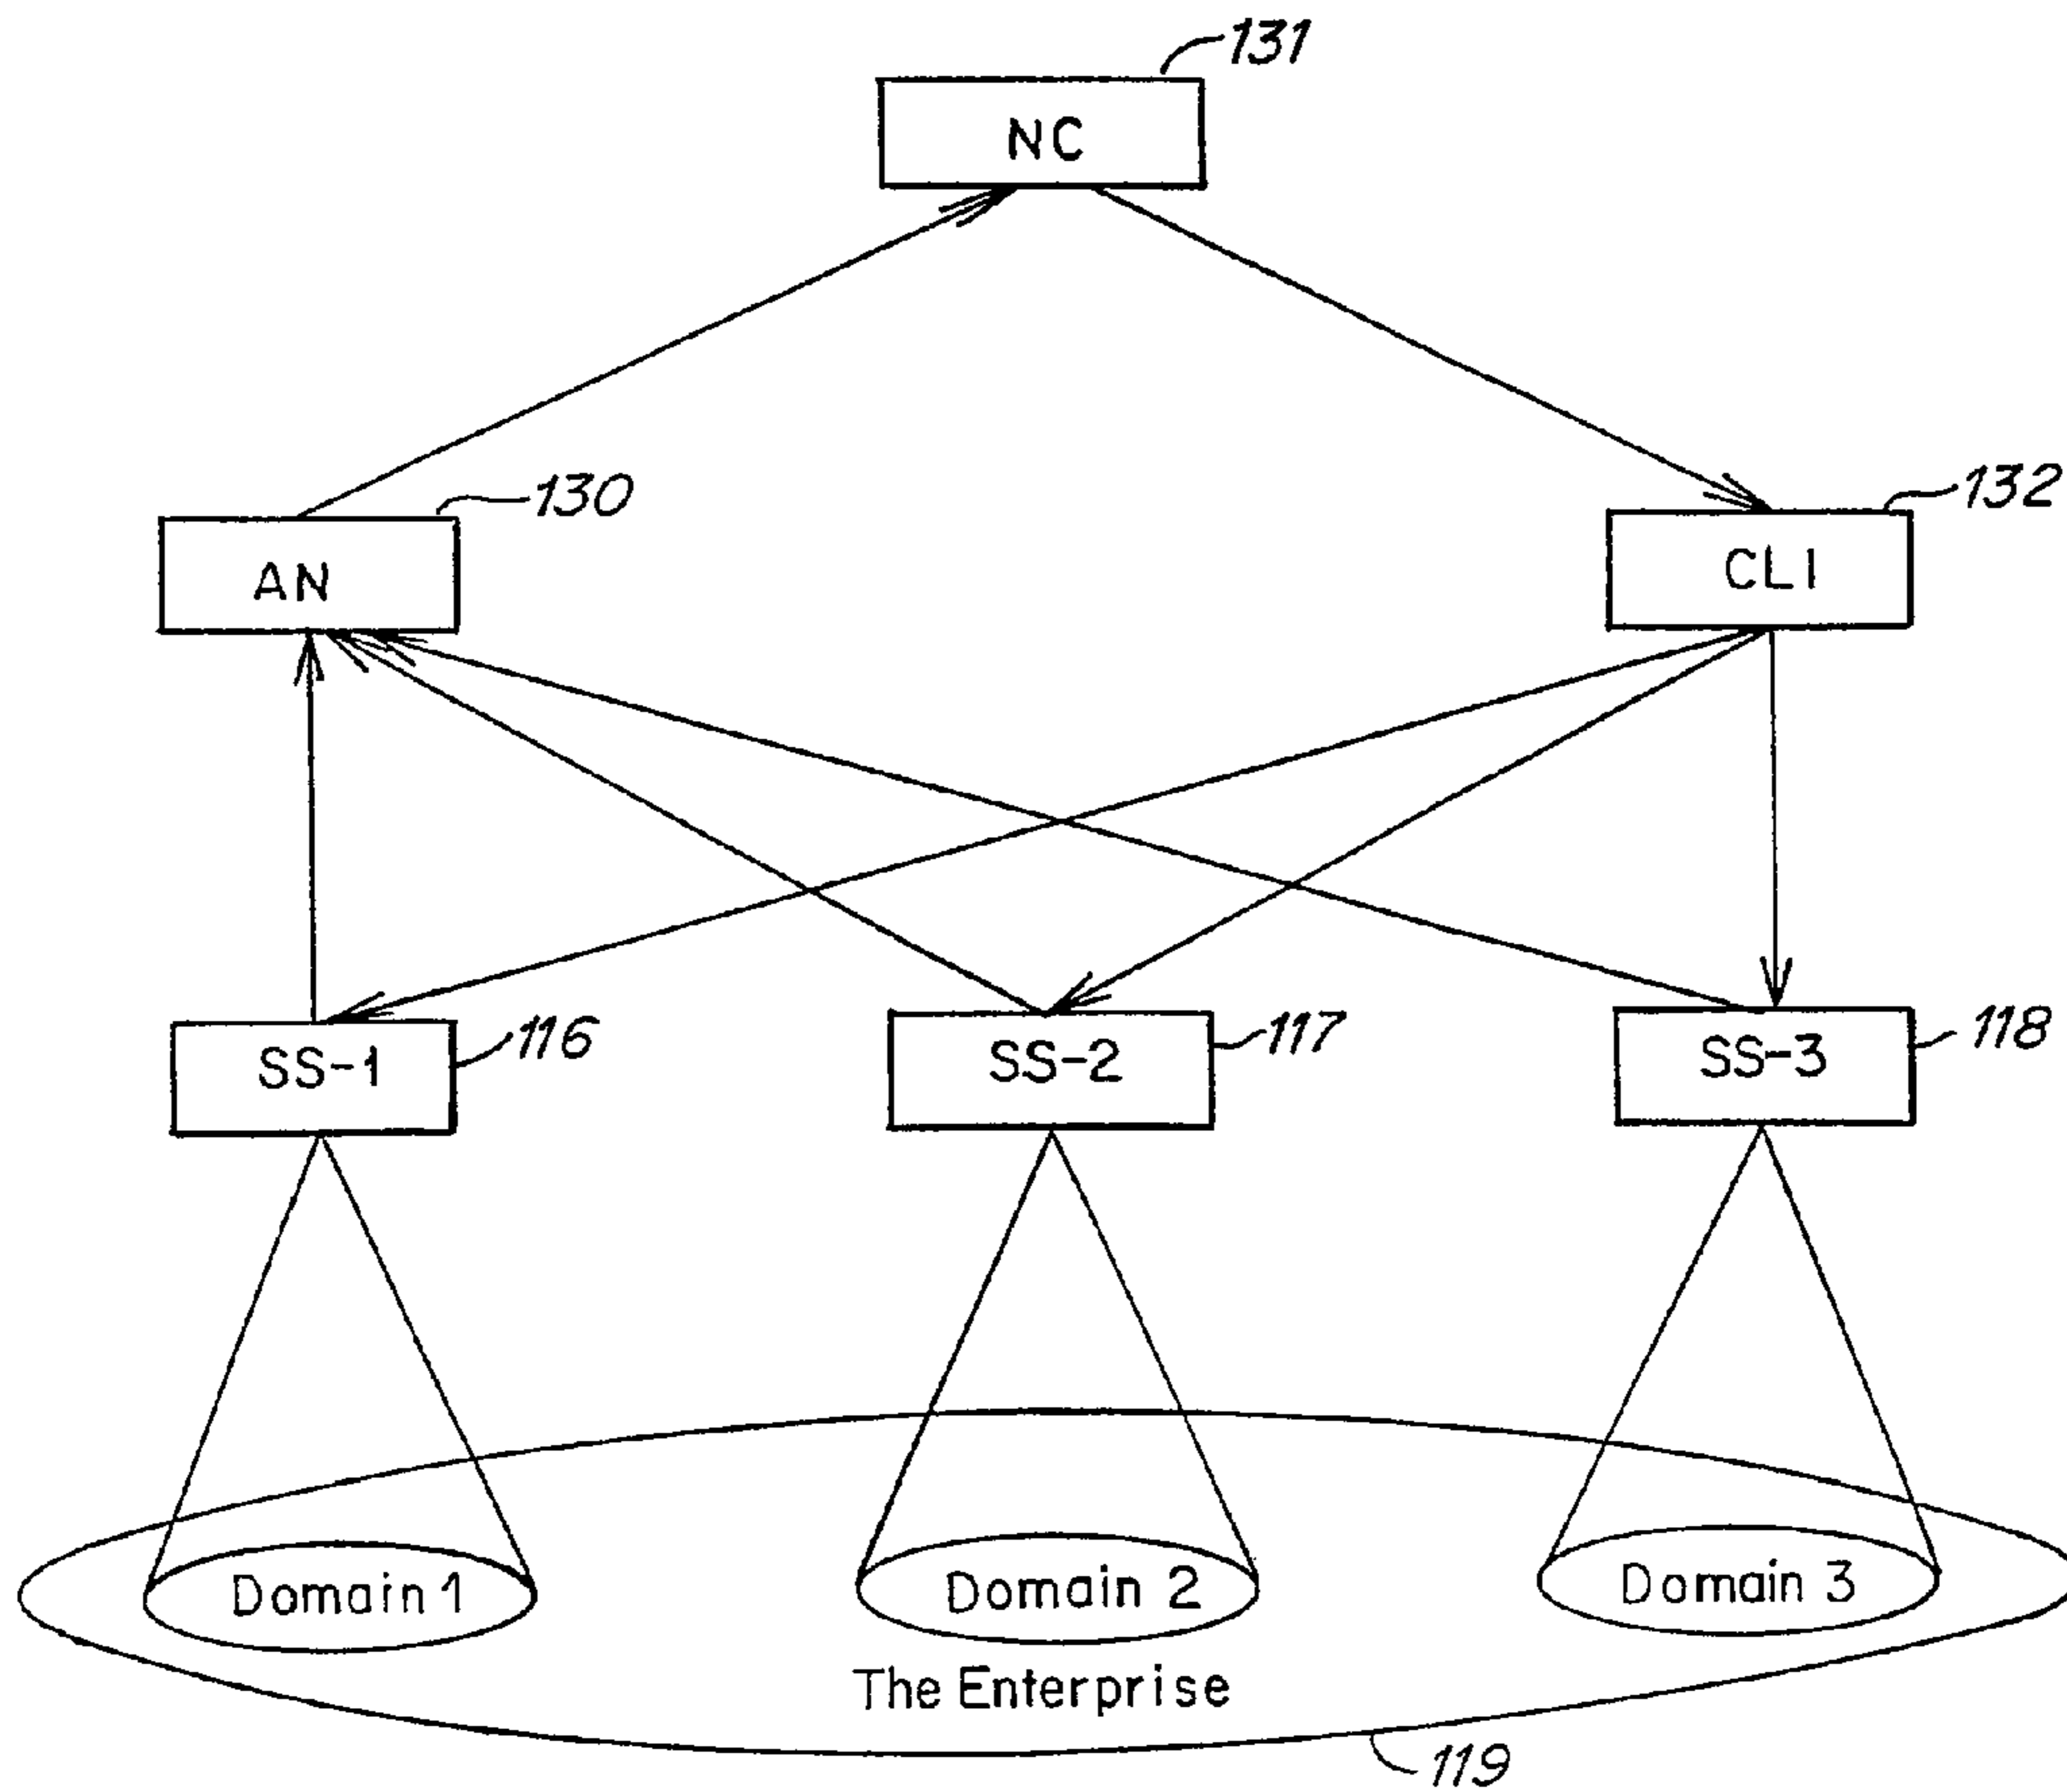 131
NC
130
132
AN
CLI
116
117
118
SS-1
SS-2
SS-3
Domain 1
Domain 2
Domain 3
The Enterprise
119